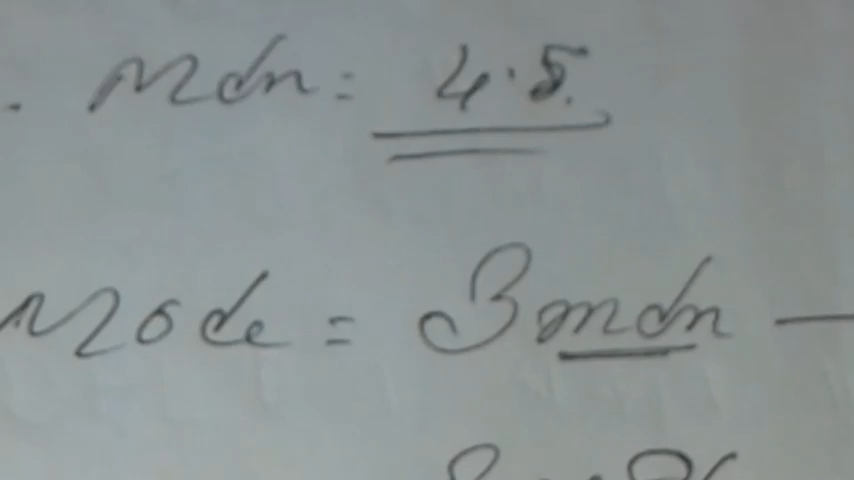 . Mdn = 4.5
Mode = 3mdn —